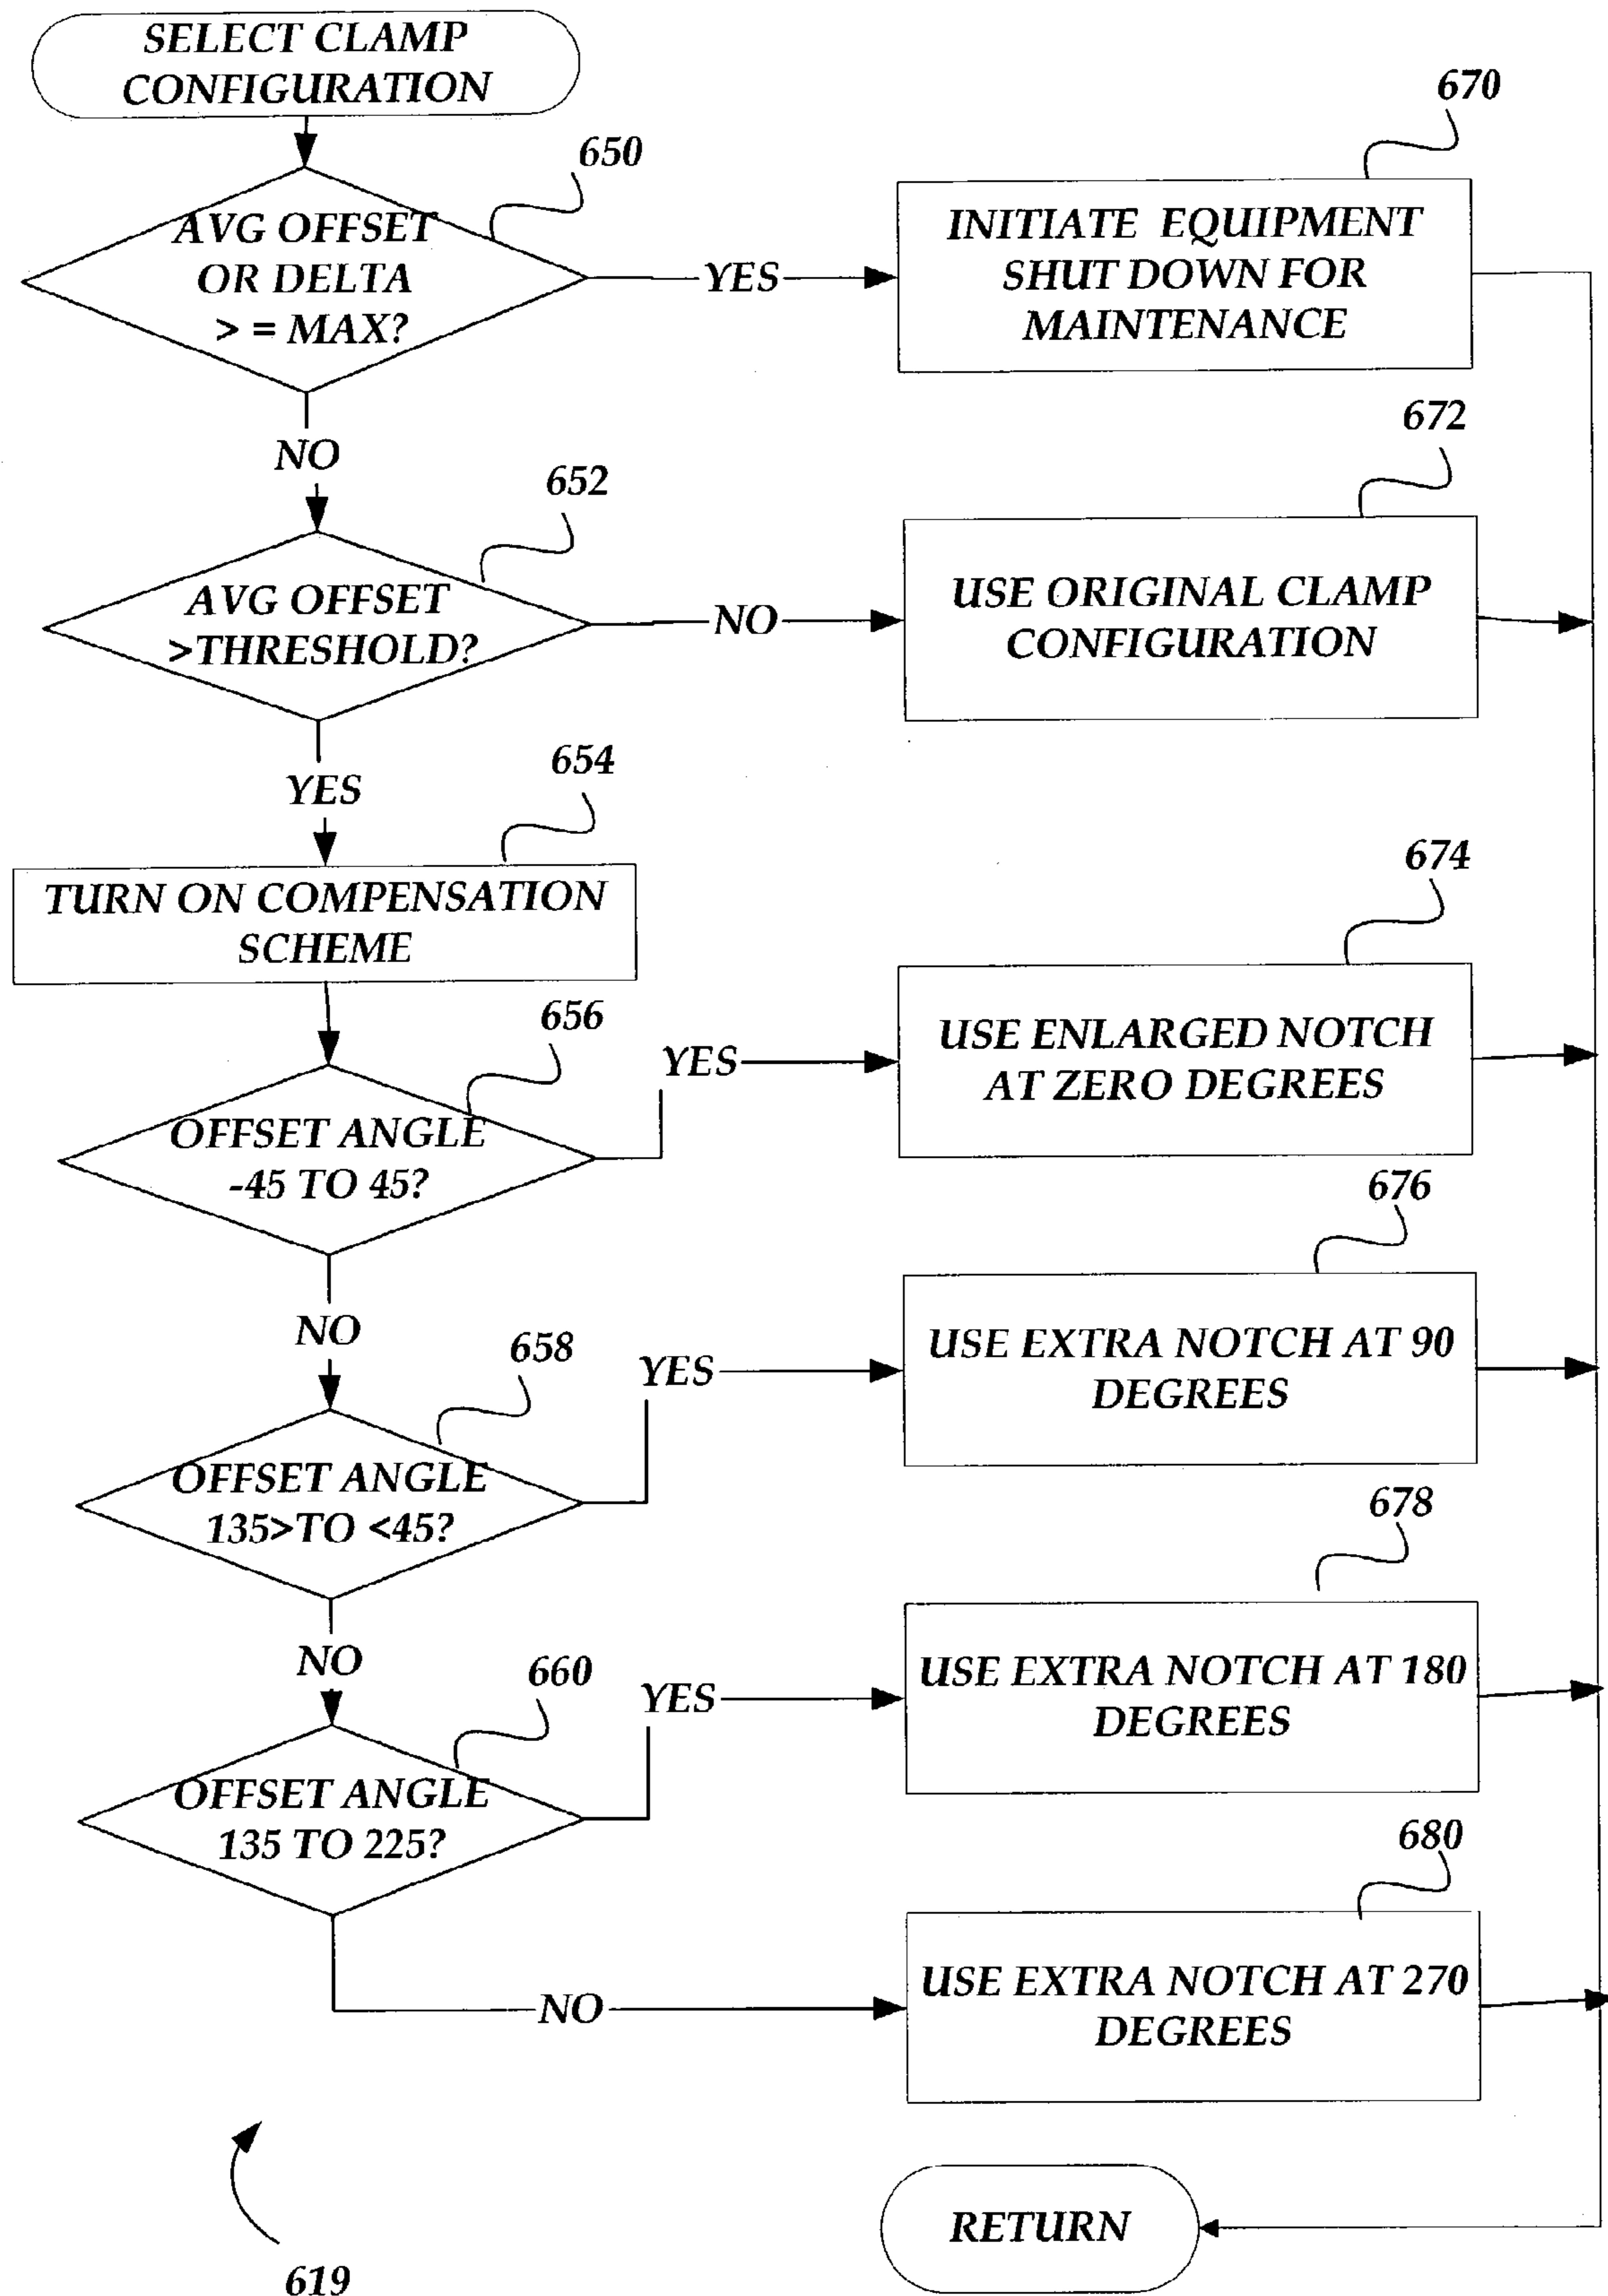 SELECT CLAMP
CONFIGURATION
650
AVG OFFSET
OR DELTA
> = MAX?
YES
670
INITIATE EQUIPMENT
SHUT DOWN FOR
MAINTENANCE
NO
652
AVG OFFSET
>THRESHOLD?
NO
672
USE ORIGINAL CLAMP
CONFIGURATION
YES
654
TURN ON COMPENSATION
SCHEME
656
OFFSET ANGLE
-45 TO 45?
YES
674
USE ENLARGED NOTCH
AT ZERO DEGREES
NO
658
OFFSET ANGLE
135>TO <45?
YES
676
USE EXTRA NOTCH AT 90
DEGREES
NO
660
OFFSET ANGLE
135 TO 225?
YES
678
USE EXTRA NOTCH AT 180
DEGREES
NO
680
USE EXTRA NOTCH AT 270
DEGREES
RETURN
619